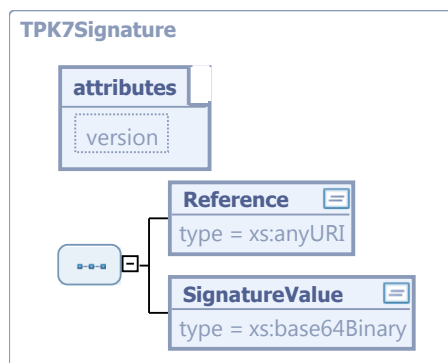 TPK7Signature
attributes
version
Reference
type = xs:anyURI
SignatureValue
type = xs:base64Binary